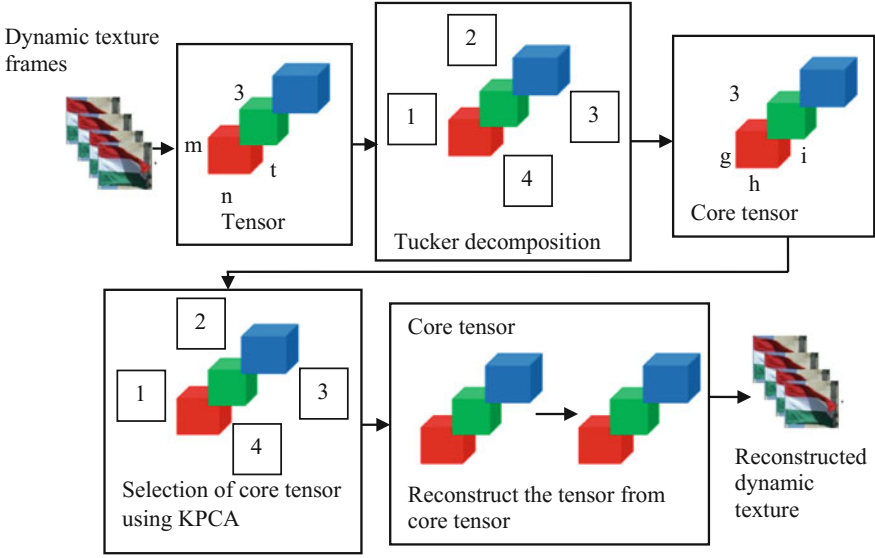 Dynamic texture
frames
3
m
t
n
Tensor
2
1
3
4
Tucker decomposition
3
g
i
h
Core tensor
2
1
3
4
Selection of core tensor
using KPCA
Core tensor
Reconstruct the tensor from
core tensor
Reconstructed
dynamic
texture